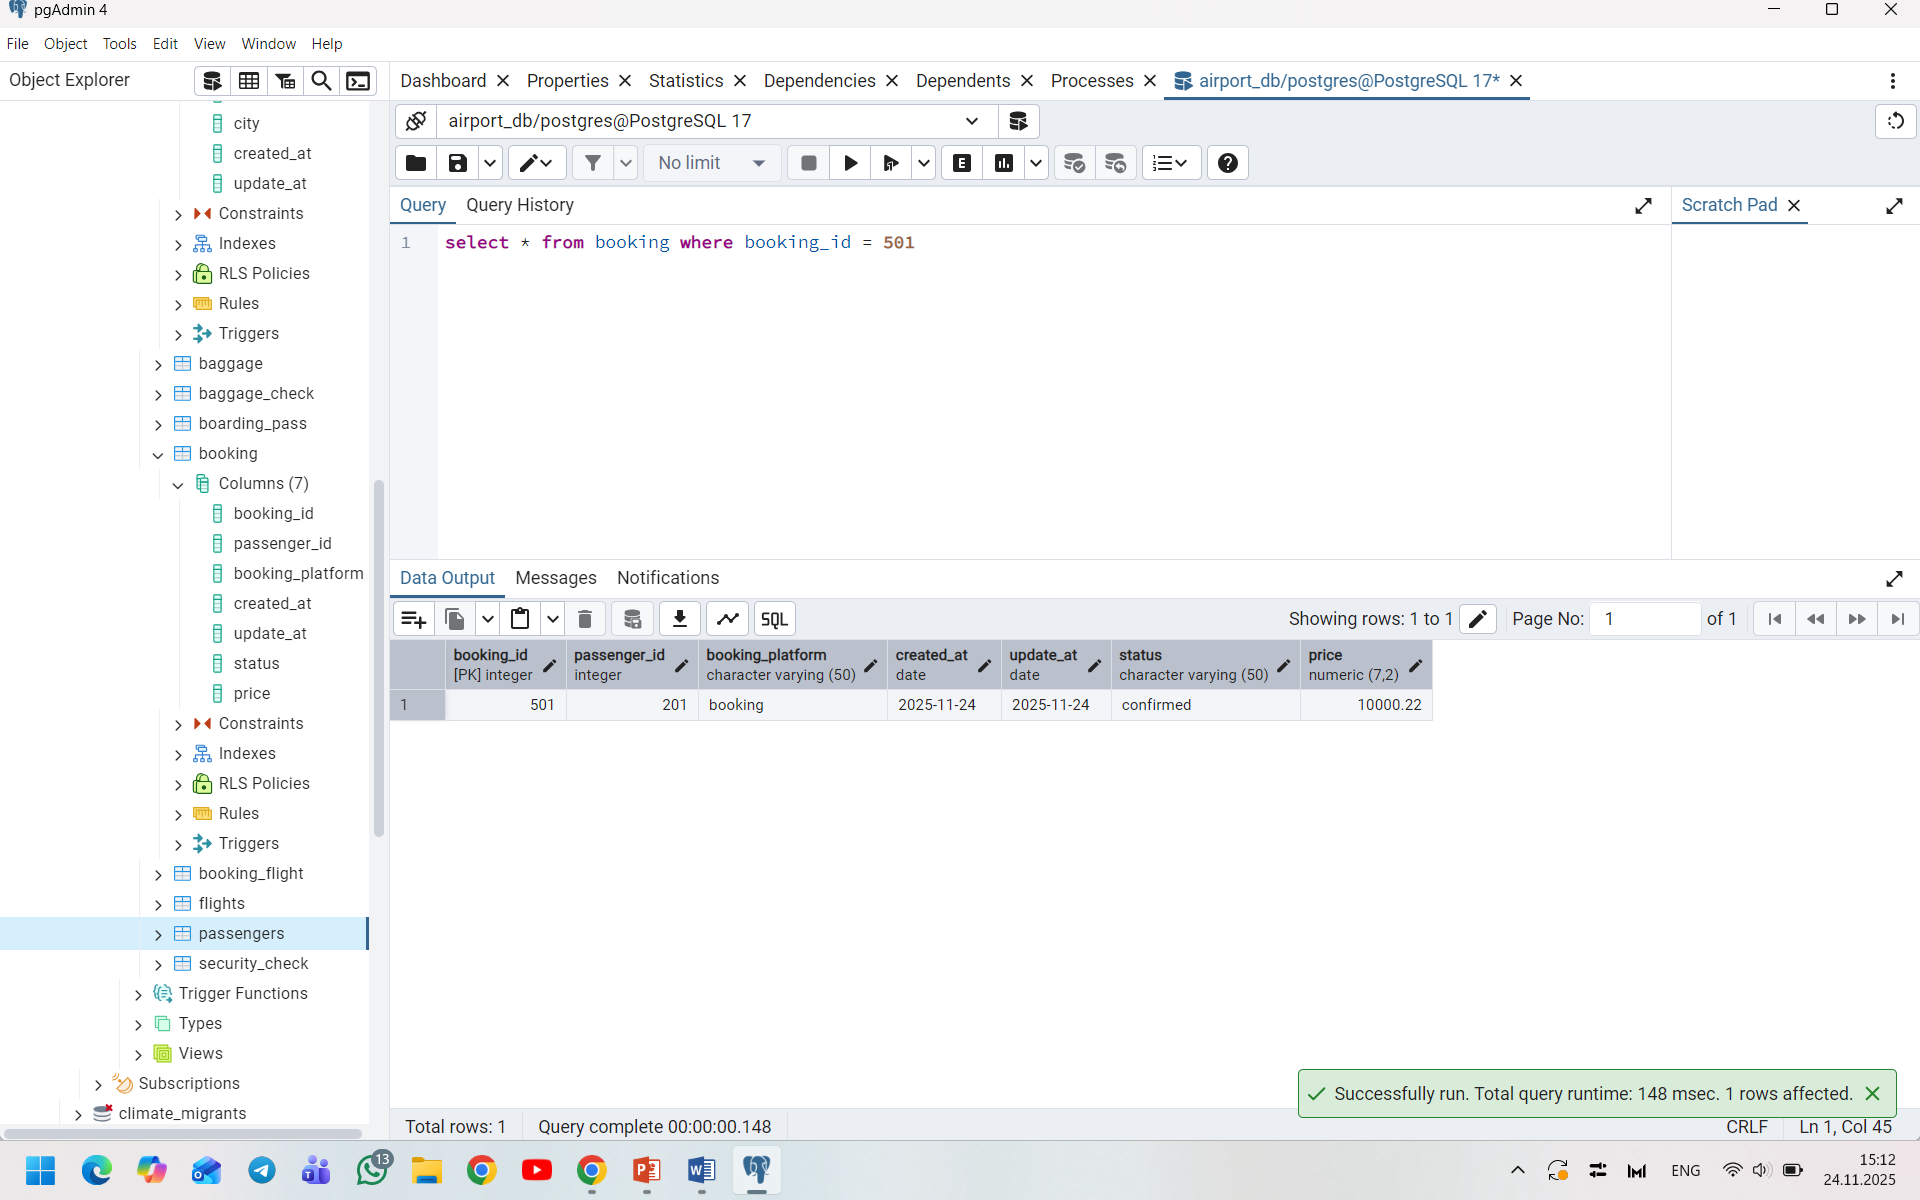 pgAdmin 4
File Object Tools Edit View Window Help
Object Explorer
Dashboard Properties Statistics Dependencies Dependents Processes airport_db/postgres@PostgreSQL 17*
airport_db/postgres@PostgreSQL 17
No limit
E
Query Query History
Scratch Pad
1 select * from booking where booking_id = 501
city
created_at
update_at
Constraints
Indexes
RLS Policies
Rules
Triggers
baggage
baggage_check
boarding_pass
booking
Columns (7)
booking_id
passenger_id
booking_platform
created_at
update_at
status
price
Constraints
Indexes
RLS Policies
Rules
Triggers
booking_flight
flights
passengers
security_check
Trigger Functions
Types
Views
Subscriptions
climate_migrants
Data Output Messages Notifications
SQL
Showing rows: 1 to 1 Page No: 1 of 1
booking_id passenger_id booking_platform created_at update_at status price
[PK] integer integer character varying (50) date date character varying (50) numeric (7,2)
1 501 201 booking 2025-11-24 2025-11-24 confirmed 10000.22
Successfully run. Total query runtime: 148 msec. 1 rows affected.
Total rows: 1 Query complete 00:00:00.148 CRLF Ln 1, Col 45
13
ENG
15:12
24.11.2025